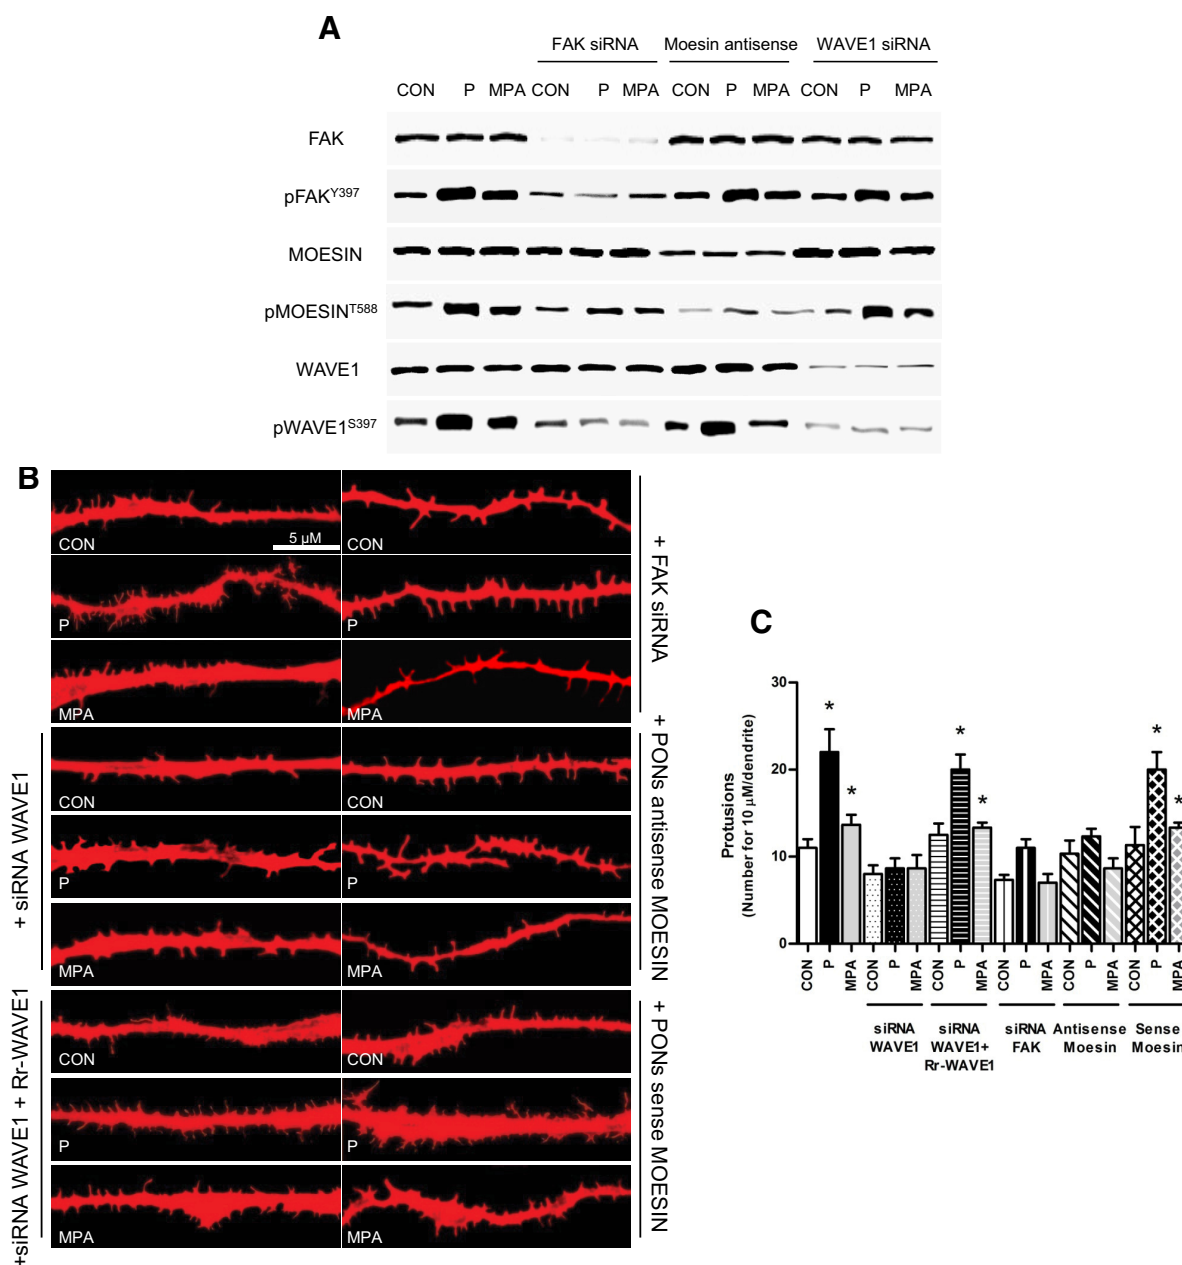 A
FAK siRNA Moesin antisense WAVE1 siRNA
CON P MPA CON P MPA CON P MPA CON P MPA
FAK
pFAKY397
MOESIN
pMOESINT588
WAVE1
pWAVE1S397
B
CON
5 µM
CON
P
P
MPA
MPA
+ FAK siRNA
CON
CON
P
P
MPA
MPA
+ siRNA WAVE1
+ PONs antisense MOESIN
CON
CON
P
P
MPA
MPA
+siRNA WAVE1 + Rr-WAVE1
+ PONs sense MOESIN
C
Protusions
(Number for 10 µM/dendrite)
30
20
10
0
* * * * * *
CON P MPA CON P MPA CON P MPA CON P MPA CON P MPA CON P MPA
siRNA siRNA siRNA Antisense Sense
WAVE1 WAVE1+ FAK Moesin Moesin
Rr-WAVE1